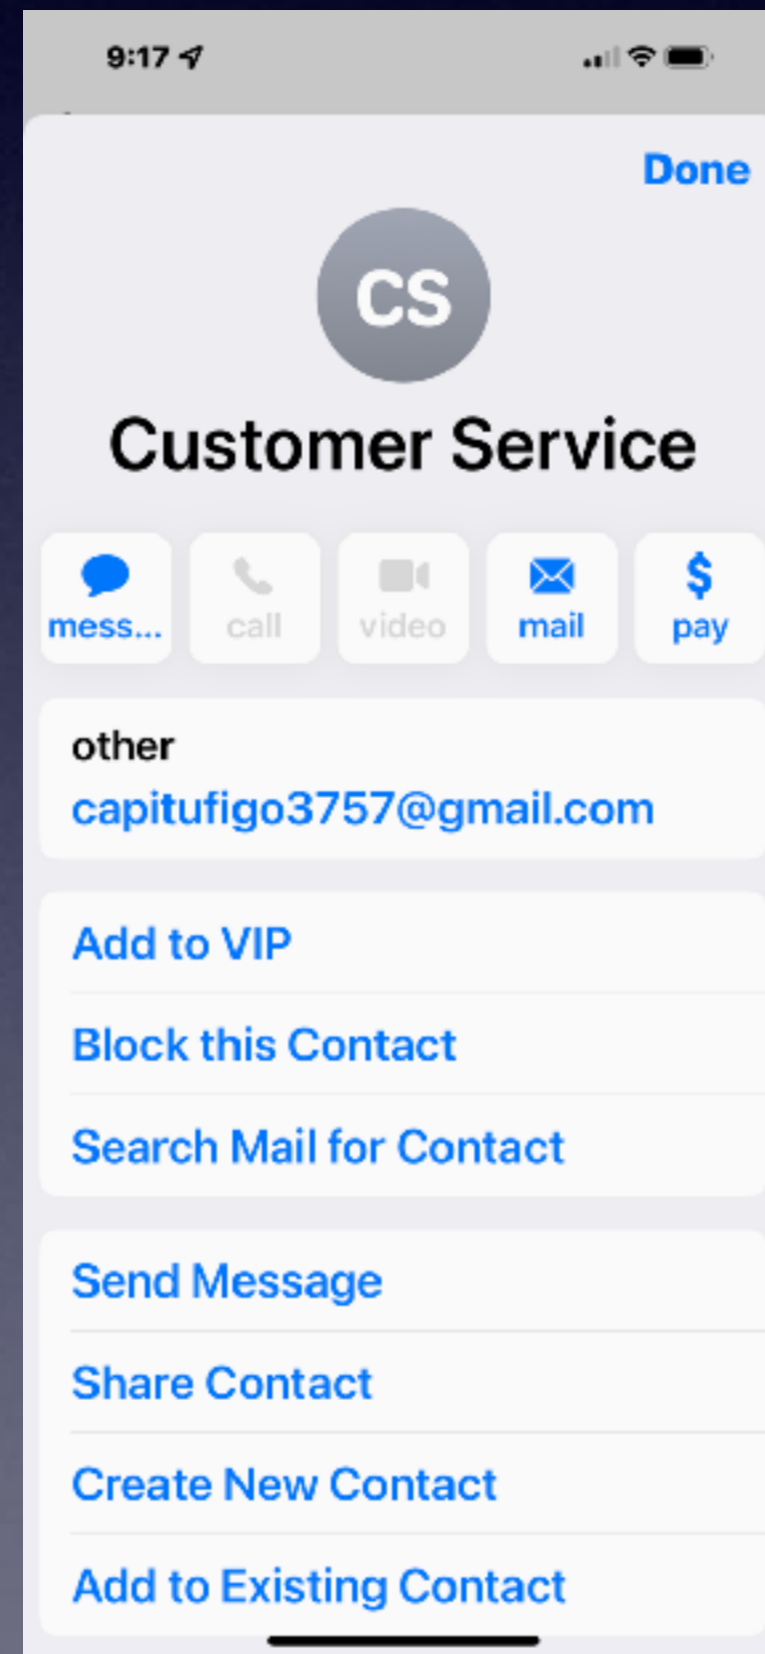 9:17
Done
CS
Customer Service
mess...
call
video
mail
$
pay
other
capitufigo3757@gmail.com
Add to VIP
Block this Contact
Search Mail for Contact
Send Message
Share Contact
Create New Contact
Add to Existing Contact